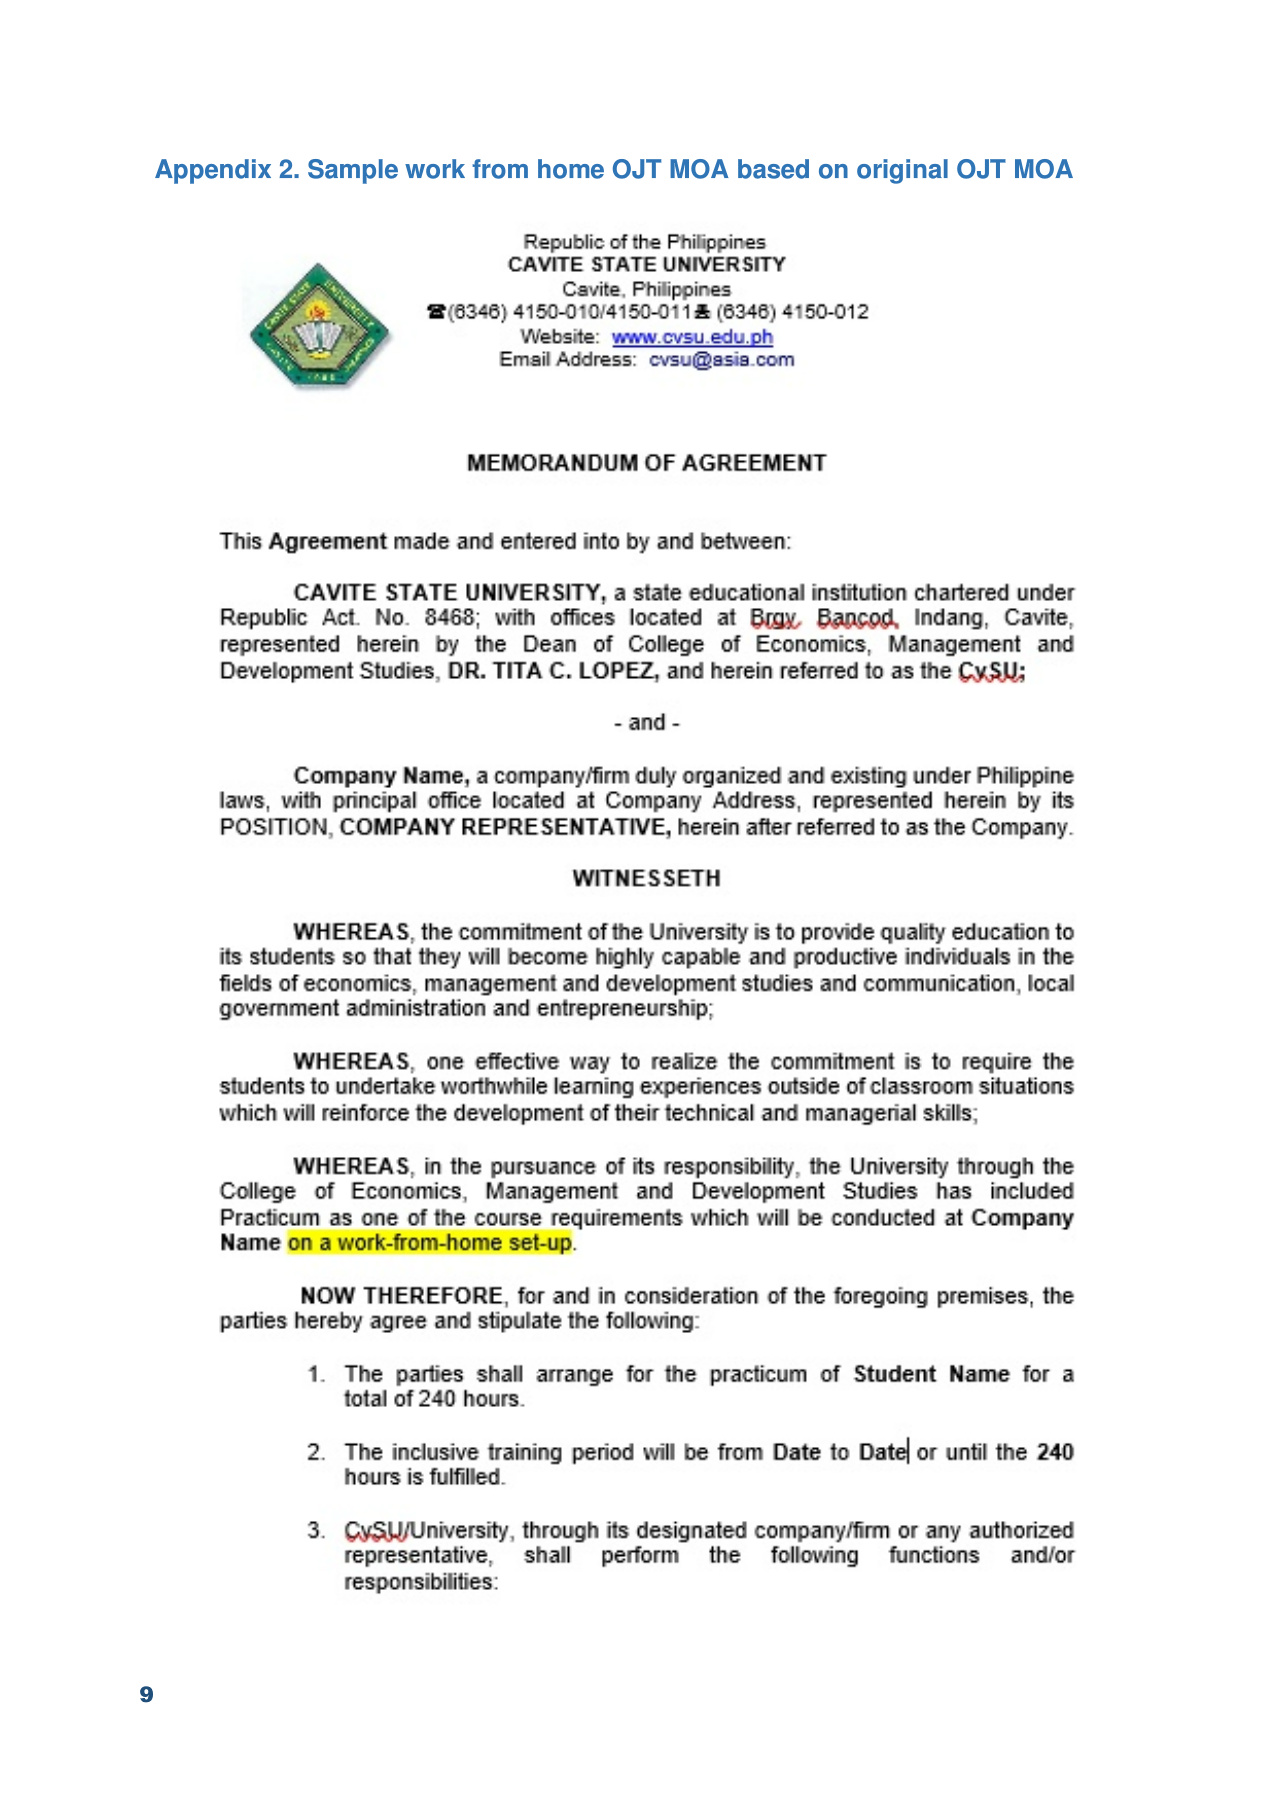 Appendix 2. Sample work from home OJT MOA based on original OJT MOA
Republic of the Philippines
CAVITE STATE UNIVERSITY
Cavite, Philippines
☎(6346) 4150-010/4150-011 (6346) 4150-012
Website: www.cvsu.edu.ph
Email Address: cvsu@asia.com
CAVITE STATE UNIVERSITY
MEMORANDUM OF AGREEMENT
This Agreement made and entered into by and between:
CAVITE STATE UNIVERSITY, a state educational institution chartered under
Republic Act. No. 8468; with offices located at Brgy. Bancod, Indang, Cavite,
represented herein by the Dean of College of Economics, Management and
Development Studies, DR. TITA C. LOPEZ, and herein referred to as the CvSU;
- and -
Company Name, a company/firm duly organized and existing under Philippine
laws, with principal office located at Company Address, represented herein by its
POSITION, COMPANY REPRESENTATIVE, herein after referred to as the Company.
WITNESSETH
WHEREAS, the commitment of the University is to provide quality education to
its students so that they will become highly capable and productive individuals in the
fields of economics, management and development studies and communication, local
government administration and entrepreneurship;
WHEREAS, one effective way to realize the commitment is to require the
students to undertake worthwhile learning experiences outside of classroom situations
which will reinforce the development of their technical and managerial skills;
WHEREAS, in the pursuance of its responsibility, the University through the
College of Economics, Management and Development Studies has included
Practicum as one of the course requirements which will be conducted at Company
Name on a work-from-home set-up.
NOW THEREFORE, for and in consideration of the foregoing premises, the
parties hereby agree and stipulate the following:
1. The parties shall arrange for the practicum of Student Name for a
total of 240 hours.
2. The inclusive training period will be from Date to Date or until the 240
hours is fulfilled.
3. CvSU/University, through its designated company/firm or any authorized
representative, shall perform the following functions and/or
responsibilities:
9